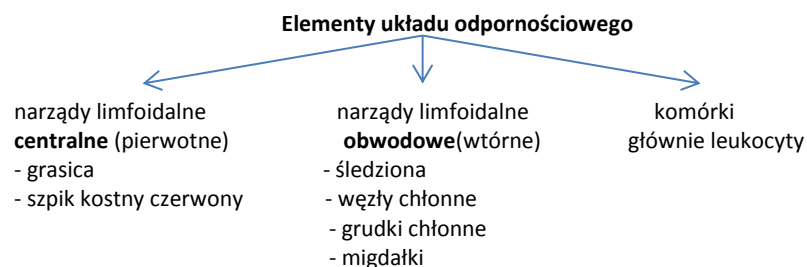 Elementy układu odpornościowego
narządy limfoidalne
centralne (pierwotne)
- grasica
- szpik kostny czerwony
narządy limfoidalne
obwodowe(wtórne)
- śledziona
- węzły chłonne
- grudki chłonne
- migdałki
komórki
głównie leukocyty